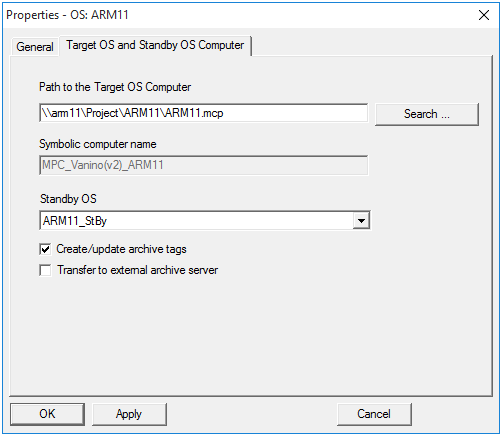 Properties - OS: ARM11
General
Target OS and Standby OS Computer
Path to the Target OS Computer
\\arm11\Project\ARM11\ARM11.mcp
Search ...
Symbolic computer name
MPC_Vanino(v2)_ARM11
Standby OS
ARM11_StBy
Create/update archive tags
Transfer to external archive server
OK
Apply
Cancel